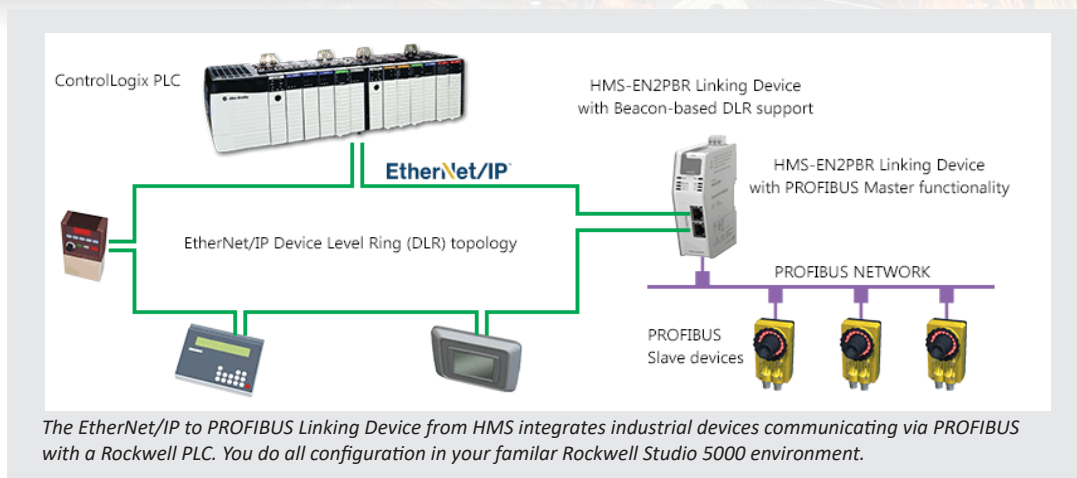 ControlLogix PLC
HMS-EN2PBR Linking Device
with Beacon-based DLR support
EtherNet/IP
HMS-EN2PBR Linking Device
with PROFIBUS Master functionality
EtherNet/IP Device Level Ring (DLR) topology
PROFIBUS NETWORK
PROFIBUS
Slave devices
The EtherNet/IP to PROFIBUS Linking Device from HMS integrates industrial devices communicating via PROFIBUS
with a Rockwell PLC. You do all configuration in your familar Rockwell Studio 5000 environment.